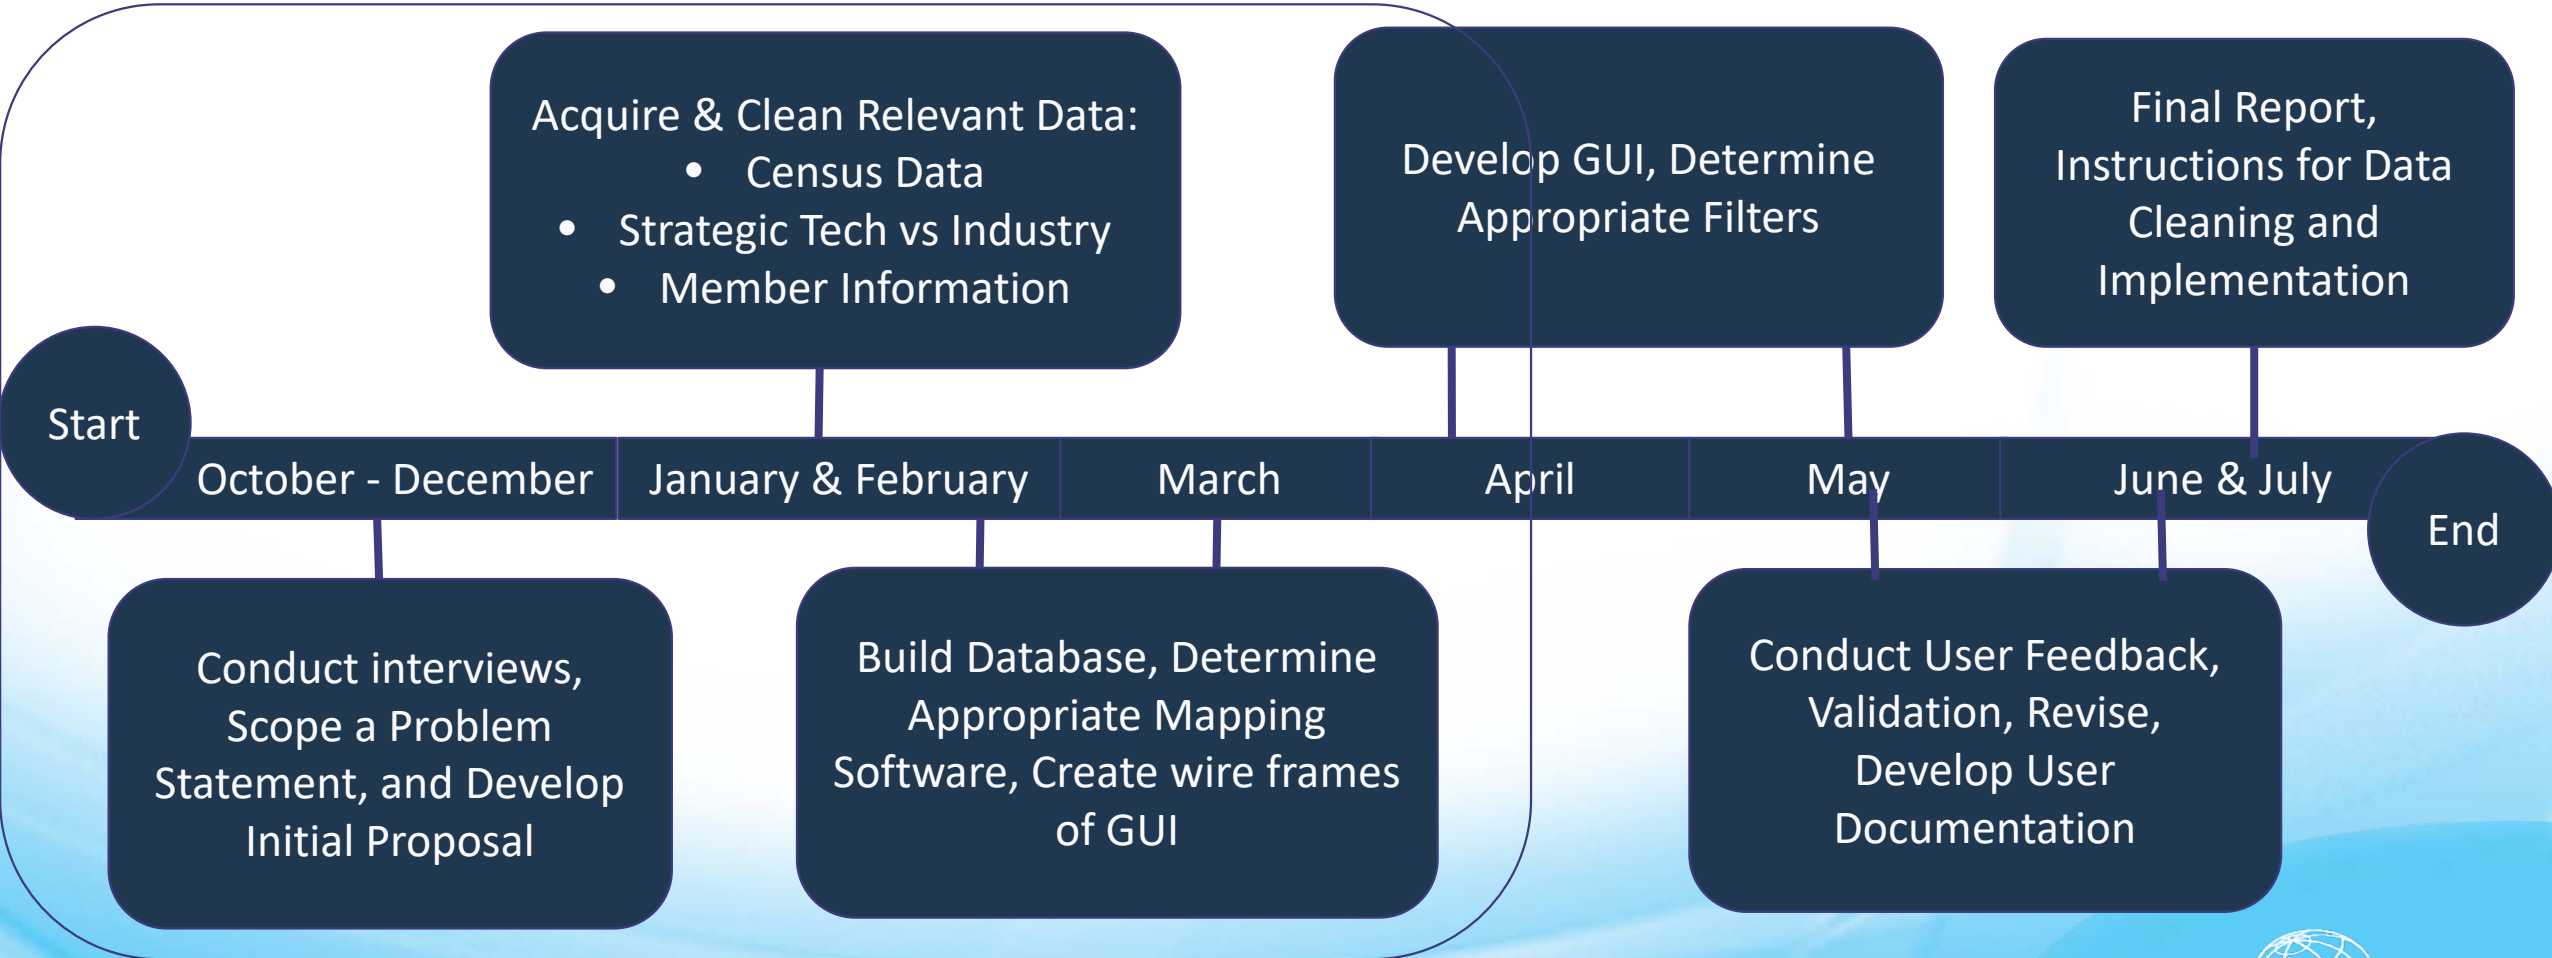 Acquire & Clean Relevant Data:
• Census Data
• Strategic Tech vs Industry
• Member Information
Develop GUI, Determine
Appropriate Filters
Final Report,
Instructions for Data
Cleaning and
Implementation
Start
October - December
January & February
March
April
May
June & July
End
Conduct interviews,
Scope a Problem
Statement, and Develop
Initial Proposal
Build Database, Determine
Appropriate Mapping
Software, Create wire frames
of GUI
Conduct User Feedback,
Validation, Revise,
Develop User
Documentation